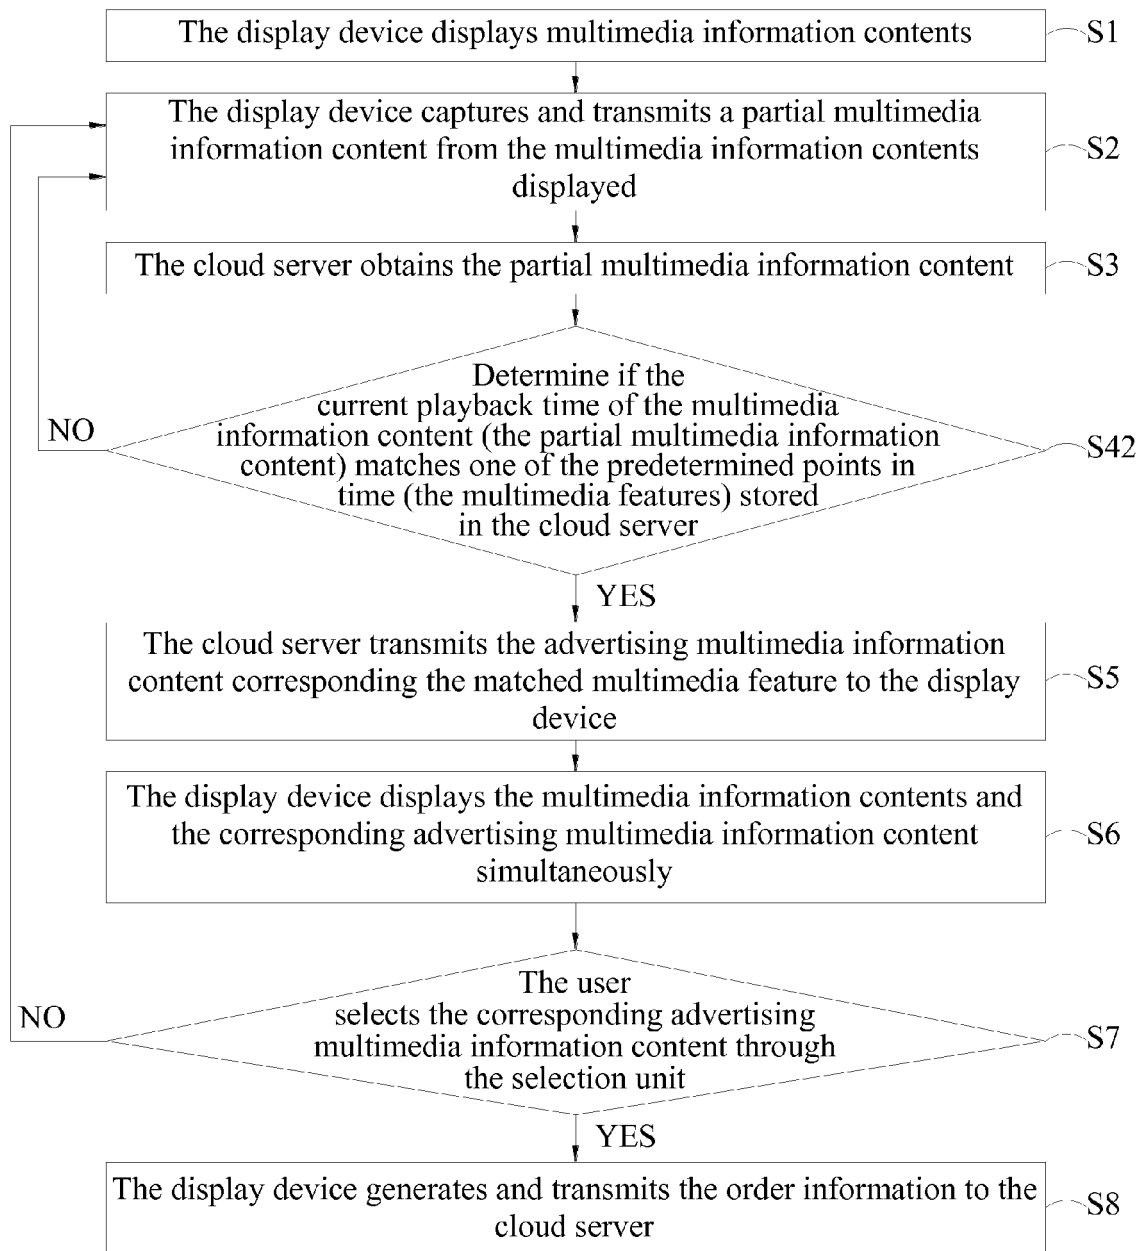 The display device displays multimedia information contents
S1
The display device captures and transmits a partial multimedia
information content from the multimedia information contents
displayed
S2
The cloud server obtains the partial multimedia information content
S3
Determine if the
current playback time of the multimedia
information content (the partial multimedia information
content) matches one of the predetermined points in
time (the multimedia features) stored
in the cloud server
NO
S42
YES
The cloud server transmits the advertising multimedia information
content corresponding the matched multimedia feature to the display
device
S5
The display device displays the multimedia information contents and
the corresponding advertising multimedia information content
simultaneously
S6
The user
selects the corresponding advertising
multimedia information content through
the selection unit
NO
S7
YES
The display device generates and transmits the order information to the
cloud server
S8